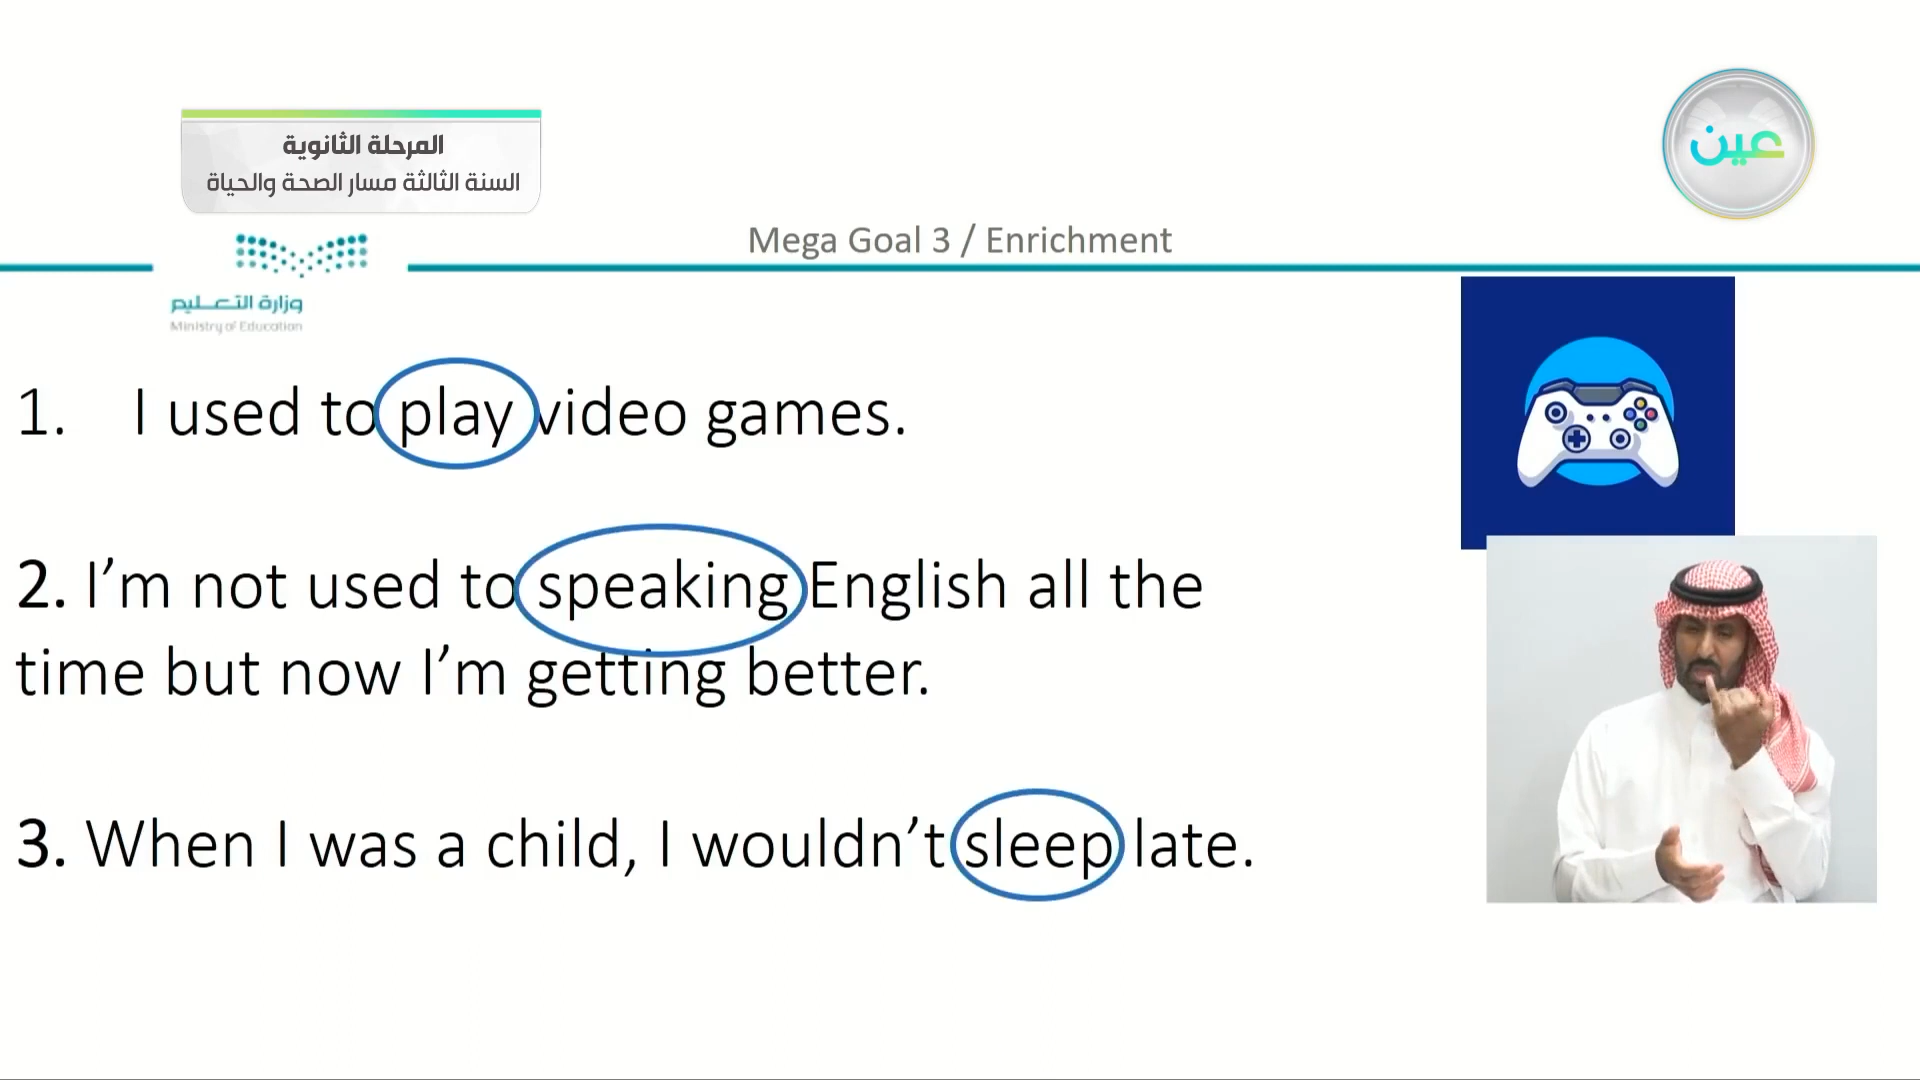 المرحلة الثانوية
السنة الثالثة مسار الصحة والحياة
عين
Mega Goal 3 / Enrichment
وزارة التعليم
Ministry of Education
1. I used to play video games.
2. I’m not used to speaking English all the
time but now I’m getting better.
3. When I was a child, I wouldn’t sleep late.